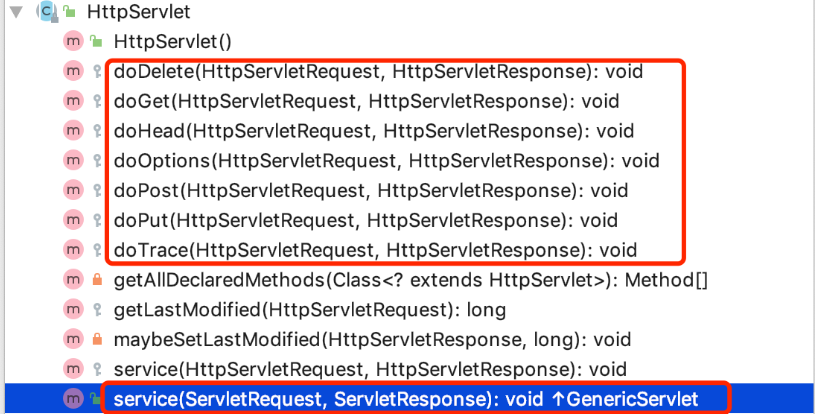 HttpServlet
HttpServlet()
doDelete(HttpServletRequest, HttpServletResponse): void
doGet(HttpServletRequest, HttpServletResponse): void
doHead(HttpServletRequest, HttpServletResponse): void
doOptions(HttpServletRequest, HttpServletResponse): void
doPost(HttpServletRequest, HttpServletResponse): void
doPut(HttpServletRequest, HttpServletResponse): void
doTrace(HttpServletRequest, HttpServletResponse): void
getAllDeclaredMethods(Class<? extends HttpServlet>): Method[]
getLastModified(HttpServletRequest): long
maybeSetLastModified(HttpServletResponse, long): void
service(HttpServletRequest, HttpServletResponse): void
service(ServletRequest, ServletResponse): void ↑GenericServlet